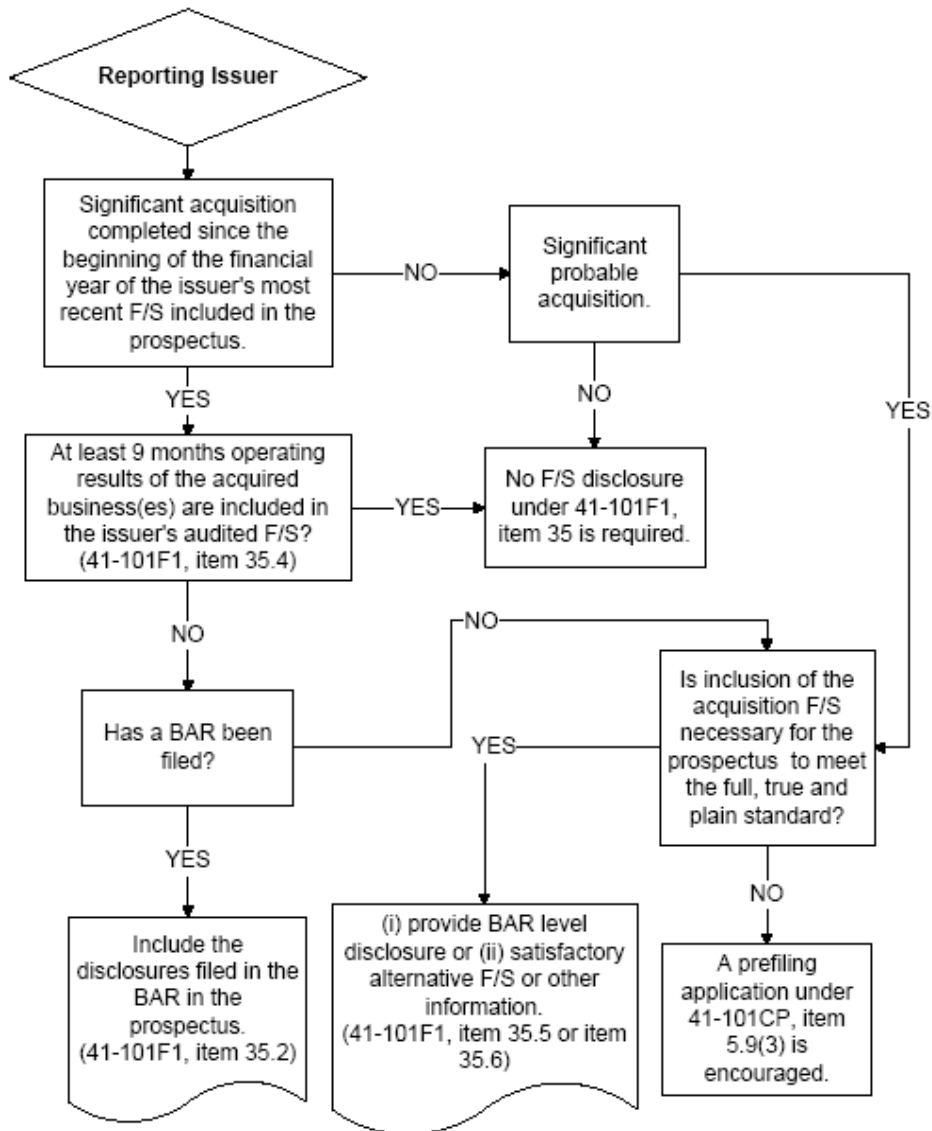 Reporting Issuer
Significant acquisition
completed since the
beginning of the financial
year of the issuer's most
recent F/S included in the
prospectus.
NO
Significant
probable
acquisition.
YES
NO
YES
At least 9 months operating
results of the acquired
business(es) are included in
the issuer's audited F/S?
(41-101F1, item 35.4)
YES
No F/S disclosure
under 41-101F1,
item 35 is required.
NO
NO
Has a BAR been
filed?
YES
Is inclusion of the
acquisition F/S
necessary for the
prospectus to meet
the full, true and
plain standard?
YES
NO
Include the
disclosures filed in the
BAR in the
prospectus.
(41-101F1, item 35.2)
(i) provide BAR level
disclosure or (ii) satisfactory
alternative F/S or other
information.
(41-101F1, item 35.5 or item
35.6)
A prefiling
application under
41-101CP, item
5.9(3) is
encouraged.